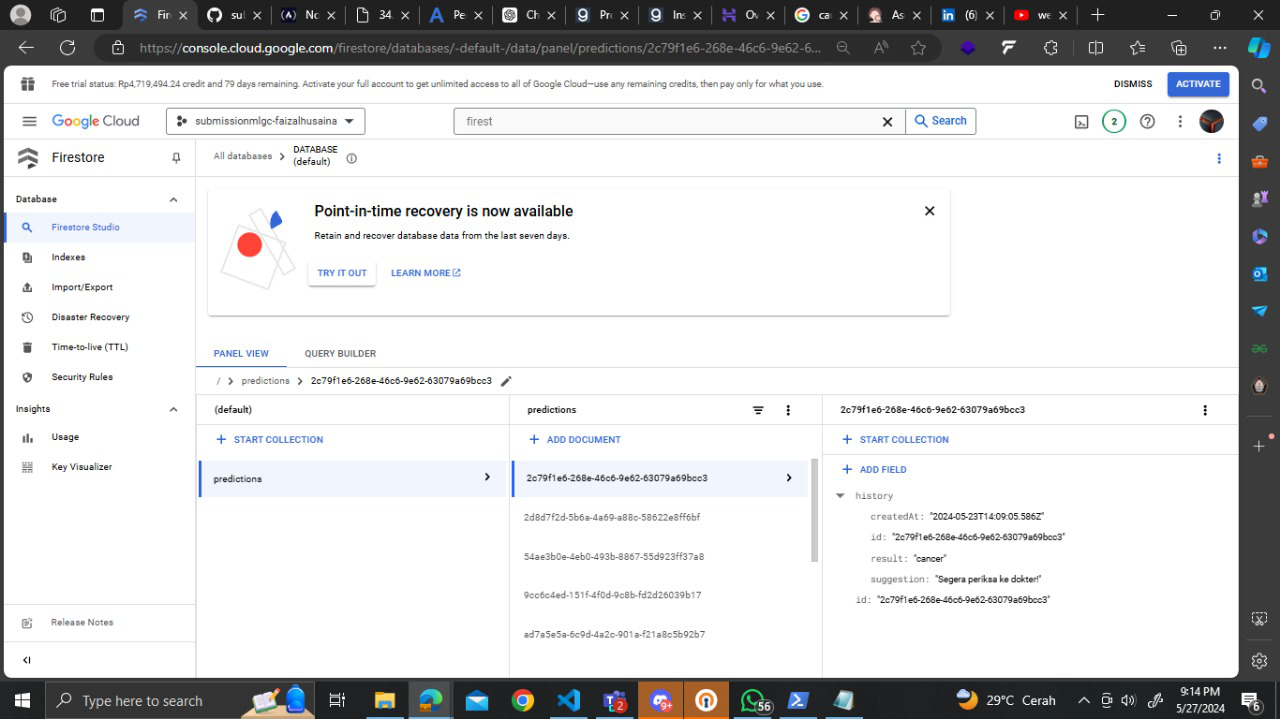 Fire
sul
No
34.
Pe
Ch
Pro
Ins
Ov
car
As
(6)
we
https://console.cloud.google.com/firestore/databases/-default-/data/panel/predictions/2c79f1e6-268e-46c6-9e62-6...
Free trial status: Rp4,719,494.24 credit and 79 days remaining. Activate your full account to get unlimited access to all of Google Cloud—use any remaining credits, then pay only for what you use.
DISMISS
ACTIVATE
Google Cloud
submissionmlgc-faizalhusaina
firest
Search
2
Firestore
All databases
DATABASE
(default)
Database
Firestore Studio
Indexes
Import/Export
Disaster Recovery
Time-to-live (TTL)
Security Rules
Insights
Usage
Key Visualizer
Release Notes
Point-in-time recovery is now available
Retain and recover database data from the last seven days.
TRY IT OUT
LEARN MORE
PANEL VIEW
QUERY BUILDER
/ > predictions > 2c79f1e6-268e-46c6-9e62-63079a69bcc3
(default)
START COLLECTION
predictions
predictions
ADD DOCUMENT
2c79f1e6-268e-46c6-9e62-63079a69bcc3
2d8d7f2d-5b6a-4a69-a88c-58622e8ff6bf
54ae3b0e-4eb0-493b-8867-55d923ff37a8
9cc6c4ed-151f-4f0d-9c8b-fd2d26039b17
ad7a5e5a-6c9d-4a2c-901a-f21a8c5b92b7
2c79f1e6-268e-46c6-9e62-63079a69bcc3
START COLLECTION
ADD FIELD
history
createdAt: "2024-05-23T14:09:05.586Z"
id: "2c79f1e6-268e-46c6-9e62-63079a69bcc3"
result: "cancer"
suggestion: "Segera periksa ke dokter!"
id: "2c79f1e6-268e-46c6-9e62-63079a69bcc3"
Type here to search
2
9+
56
29°C Cerah
9:14 PM
5/27/2024
6